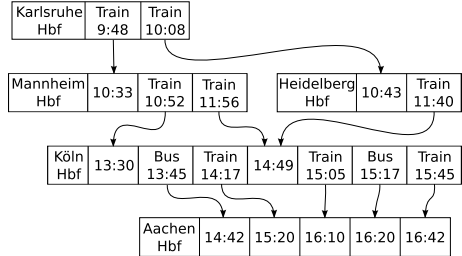 Karlsruhe Hbf
Train 9:48
Train 10:08
Mannheim Hbf
10:33
Train 10:52
Train 11:56
Heidelberg Hbf
10:43
Train 11:40
Köln Hbf
13:30
Bus 13:45
Train 14:17
14:49
Train 15:05
Bus 15:17
Train 15:45
Aachen Hbf
14:42
15:20
16:10
16:20
16:42